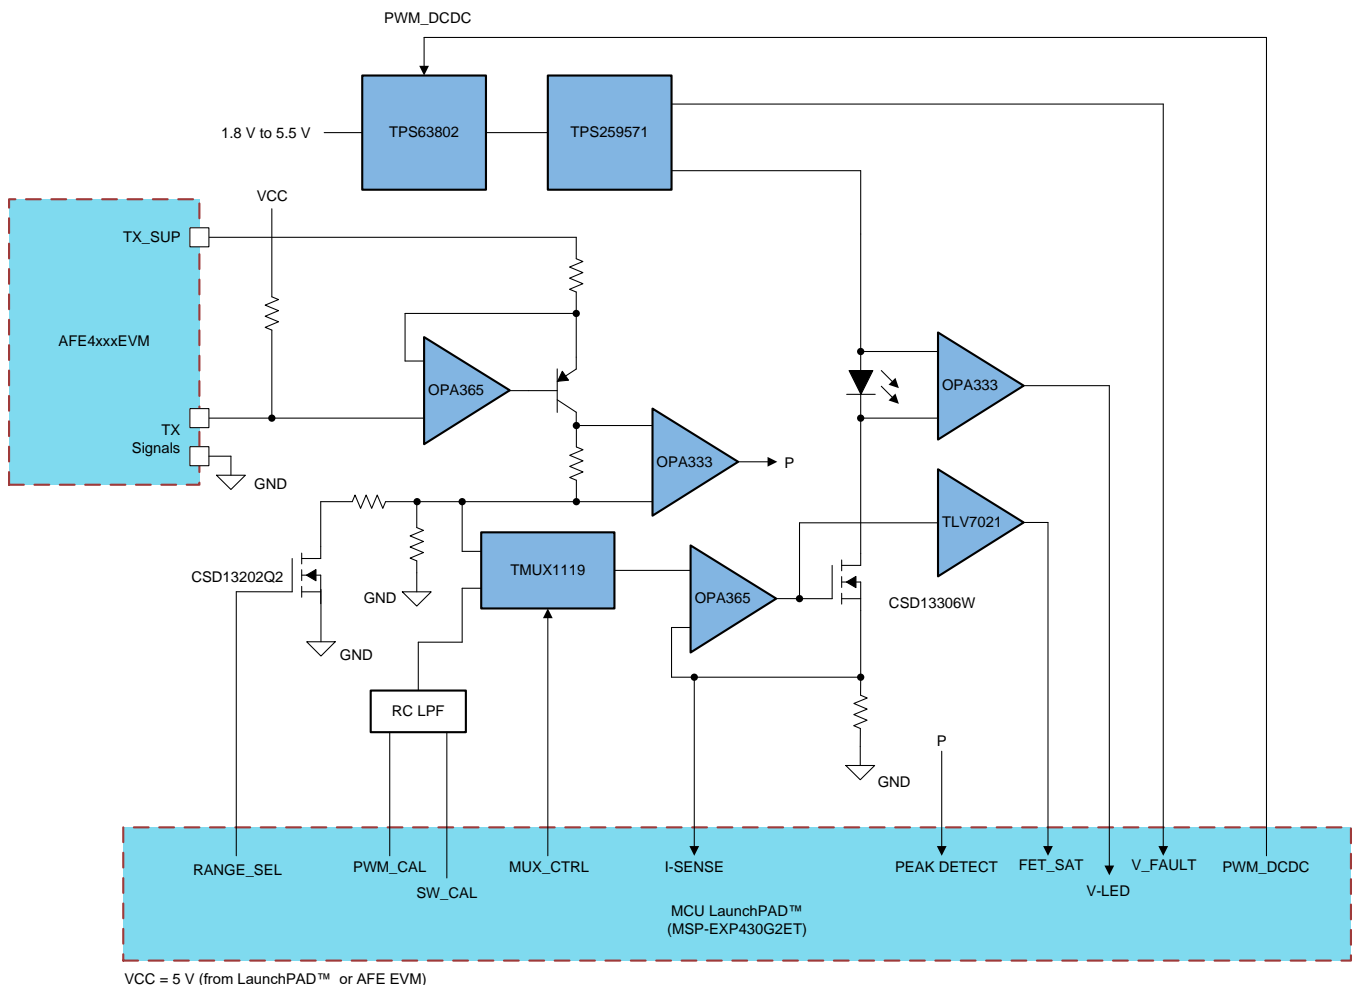 PWM_DCDC
TPS63802
TPS259571
1.8 V to 5.5 V
VCC
TX_SUP
AFE4xxxEVM
OPA365
OPA333
TX
Signals
OPA333
P
GND
TLV7021
TMUX1119
CSD13202Q2
GND
OPA365
CSD13306W
GND
RC LPF
P
GND
RANGE_SEL
PWM_CAL
SW_CAL
MUX_CTRL
I-SENSE
PEAK DETECT
FET_SAT
V-LED
V_FAULT
PWM_DCDC
MCU LaunchPAD™
(MSP-EXP430G2ET)
VCC = 5 V (from LaunchPAD™ or AFE EVM)